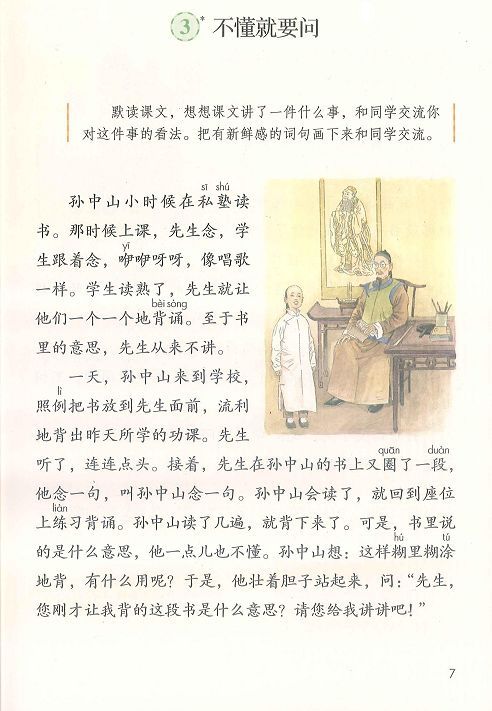 3* 不懂就要问
默读课文，想想课文讲了一件什么事，和同学交流你
对这件事的看法。把有新鲜感的词句画下来和同学交流。
sī shú
孙中山小时候在私塾读
书。那时候上课，先生念，学
yī
生跟着念，咿咿呀呀，像唱歌
一样。学生读熟了，先生就让
bèi sòng
他们一个一个地背诵。至于书
里的意思，先生从来不讲。
一天，孙中山来到学校，
lì
照例把书放到先生面前，流利
地背出昨天所学的功课。先生
quān duàn
听了，连连点头。接着，先生在孙中山的书上又圈了一段，
他念一句，叫孙中山念一句。孙中山会读了，就回到座位
liàn
上练习背诵。孙中山读了几遍，就背下来了。可是，书里说
hú tú
的是什么意思，他一点儿也不懂。孙中山想：这样糊里糊涂
地背，有什么用呢？于是，他壮着胆子站起来，问：“先生，
您刚才让我背的这段书是什么意思？请您给我讲讲吧！”
7